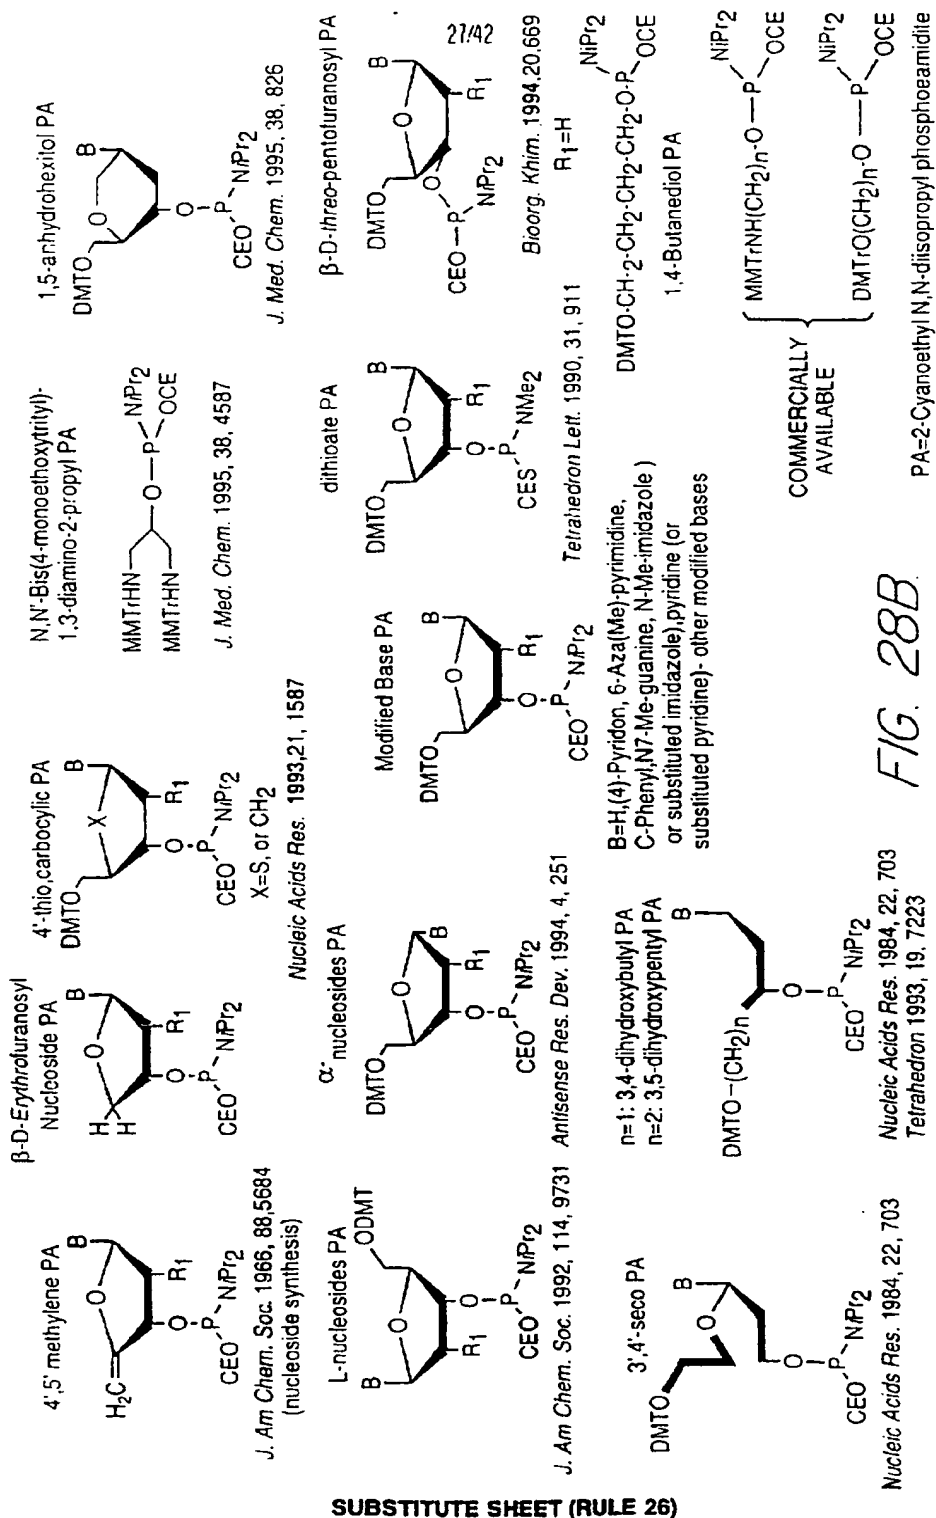 4',5' methylene PA
H2C
O
B
R1
O
P
CEO
NiPr2
J. Am Chem. Soc. 1966, 88,5684
(nucleoside synthesis)
β-D-Erythrofuranosyl
Nucleoside PA
H
H
O
B
R1
O
P
CEO
NiPr2
4'-thio,carbocylic PA
DMTO
X
B
R1
O
P
CEO
NiPr2
X=S, or CH2
Nucleic Acids Res. 1993,21, 1587
N,N'-Bis(4-monoethoxytrityl)-
1,3-diamino-2-propyl PA
MMTrHN
MMTrHN
O
P
NiPr2
OCE
J. Med. Chem. 1995, 38, 4587
1,5-anhydrohexitol PA
DMTO
O
B
O
P
CEO
NiPr2
J. Med. Chem. 1995, 38, 826
L-nucleosides PA
B
O
ODMT
R1
O
P
CEO
NiPr2
J. Am Chem. Soc. 1992, 114, 9731
α-
nucleosides PA
DMTO
O
B
R1
O
P
CEO
NiPr2
Antisense Res. Dev. 1994, 4, 251
Modified Base PA
DMTO
O
B
R1
O
P
CEO
NiPr2
B=H,(4)-Pyridon, 6-Aza(Me)-pyrimidine,
C-Phenyl,N7-Me-guanine, N-Me-imidazole )
or substituted imidazole),pyridine (or
substituted pyridine)- other modified bases
dithioate PA
DMTO
O
B
R1
O
P
CES
NMe2
Tetrahedron Lett. 1990, 31, 911
β-D-threo-pentofuranosyl PA
DMTO
O
B
R1
O
CEO—P
NiPr2
Bioorg. Khim. 1994,20,669
R1=H
27/42
3',4'-seco PA
DMTO
O
B
O
P
CEO
NiPr2
Nucleic Acids Res. 1984, 22, 703
n=1: 3,4-dihydroxybutyl PA
n=2: 3,5-dihydroxypentyl PA
DMTO-(CH2)n
B
O
P
CEO
NiPr2
Nucleic Acids Res. 1984, 22, 703
Tetrahedron 1993, 19, 7223
DMTO-CH2-CH2-CH2-CH2-O-P
NiPr2
OCE
1,4-Butanediol PA
COMMERCIALLY
AVAILABLE
MMTrNH(CH2)n-O—P
NiPr2
OCE
DMTrO(CH2)n-O—P
NiPr2
OCE
PA=2-Cyanoethyl N,N-diisopropyl phosphoeamidite
FIG. 28B
SUBSTITUTE SHEET (RULE 26)